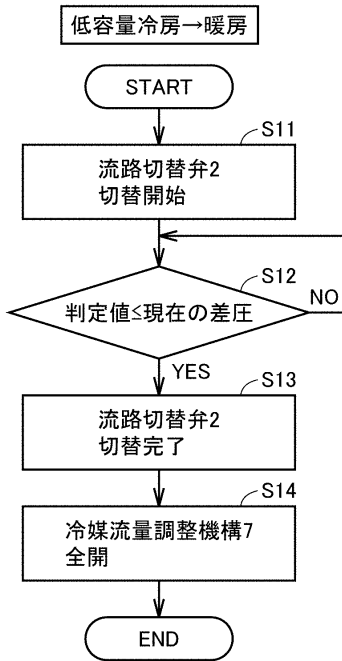 低容量冷房→暖房
START
S11
流路切替弁2
切替開始
S12
判定値≤現在の差圧
NO
YES
S13
流路切替弁2
切替完了
S14
冷媒流量調整機構7
全開
END